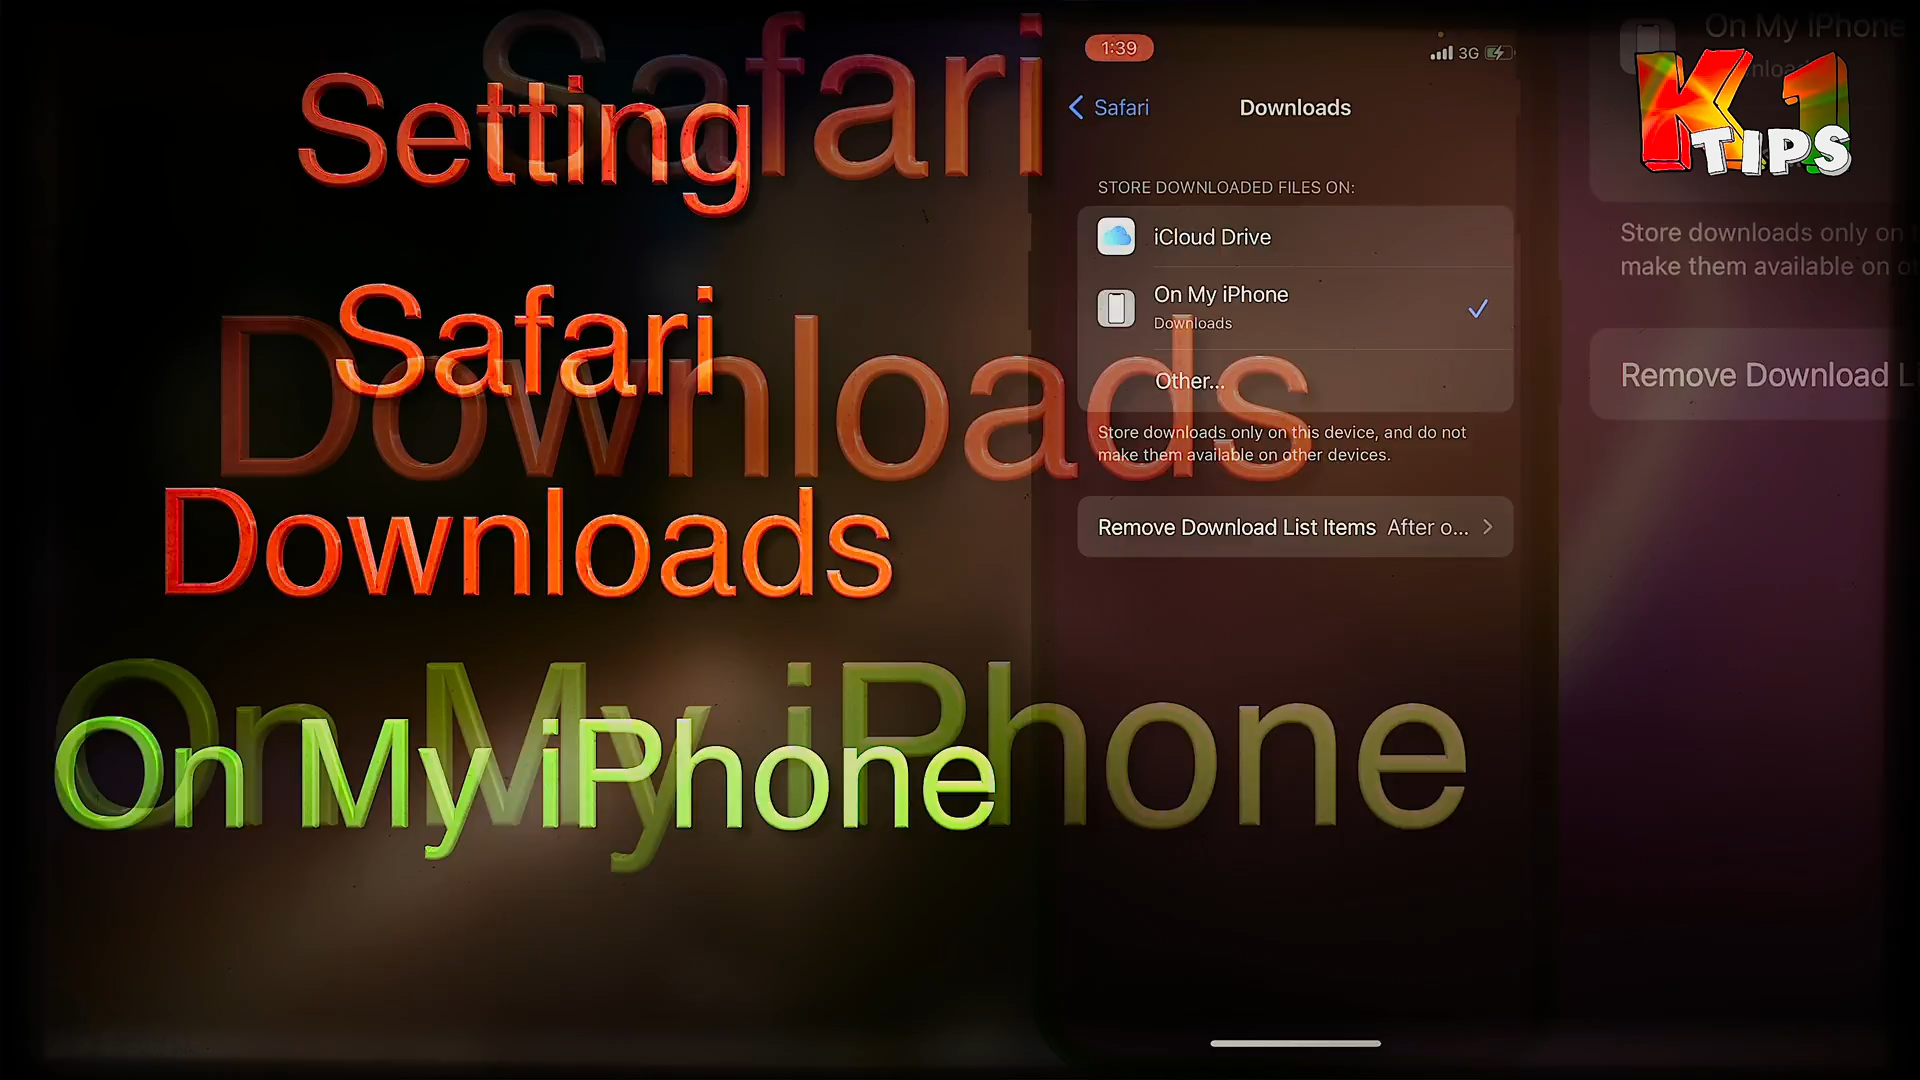 Setting
Safari
Safari
Downloads
Downloads
On My iPhone
On My iPhone
1:39
3G
Safari
Downloads
STORE DOWNLOADED FILES ON:
iCloud Drive
On My iPhone
Downloads
Other...
Store downloads only on this device, and do not
make them available on other devices.
Remove Download List Items After o...
On My iPhone
K1
TIPS
Store downloads only on
make them available on
Remove Download